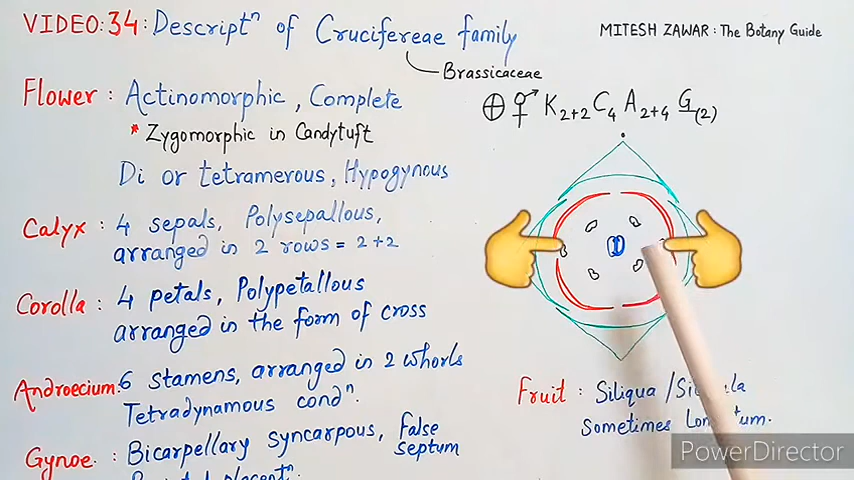 VIDEO:34: Descriptⁿ of Crucifereae family
MITESH ZAWAR: The Botany Guide
Brassicaceae
Flower: Actinomorphic, Complete
* Zygomorphic in Candytuft
Di or tetramerous, Hypogynous
⊕ ⚥ K₂₊₂ C₄ A₂₊₄ G₍₂₎
Calyx: 4 sepals, Polysepallous,
arranged in 2 rows = 2+2
Corolla: 4 petals, Polypetallous
arranged in the form of cross
Androecium: 6 stamens, arranged in 2 whorls
Tetradynamous condⁿ.
Gynoe: Bicarpellary syncarpous, false
septum
Fruit: Siliqua /
Sometimes
PowerDirector